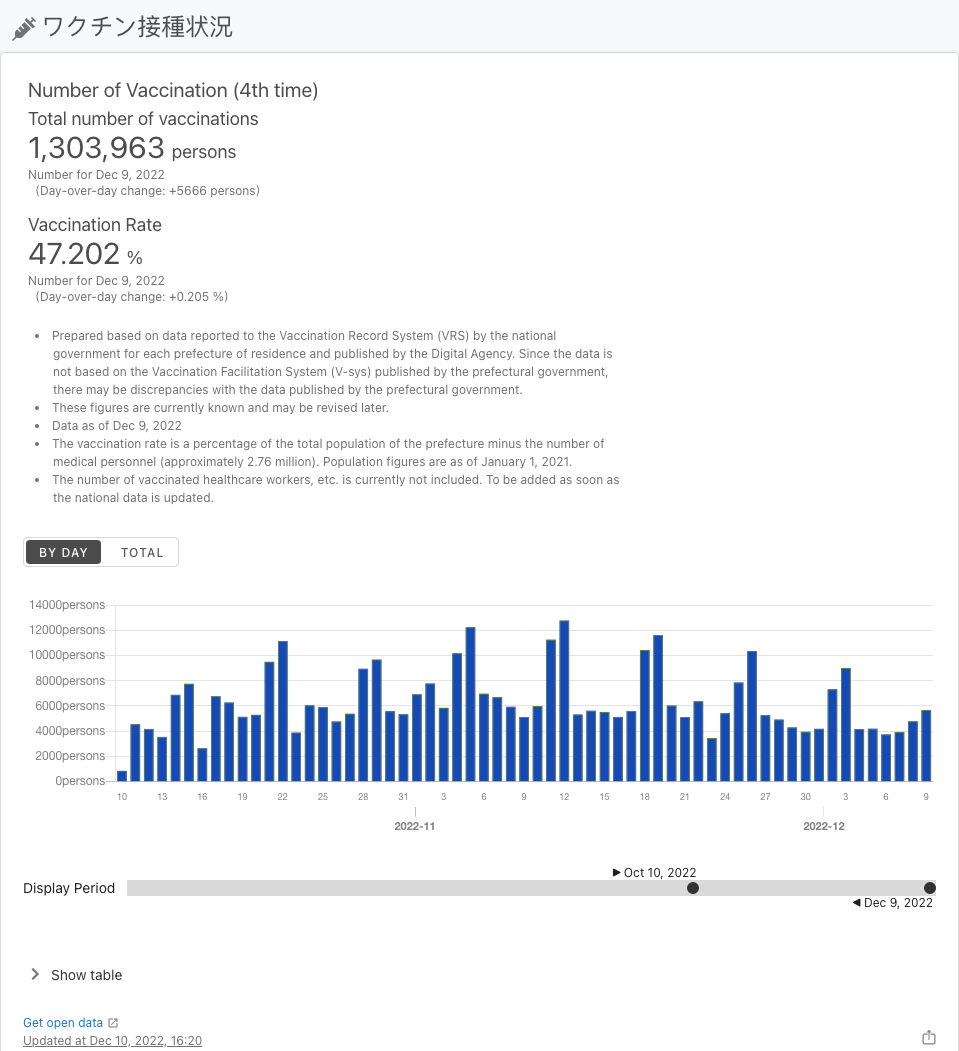 ワクチン接種状況
Number of Vaccination (4th time)
Total number of vaccinations
1,303,963 persons
Number for Dec 9, 2022
(Day-over-day change: +5666 persons)
Vaccination Rate
47.202 %
Number for Dec 9, 2022
(Day-over-day change: +0.205 %)
• Prepared based on data reported to the Vaccination Record System (VRS) by the national
government for each prefecture of residence and published by the Digital Agency. Since the data is
not based on the Vaccination Facilitation System (V-sys) published by the prefectural government,
there may be discrepancies with the data published by the prefectural government.
• These figures are currently known and may be revised later.
• Data as of Dec 9, 2022
• The vaccination rate is a percentage of the total population of the prefecture minus the number of
medical personnel (approximately 2.76 million). Population figures are as of January 1, 2021.
• The number of vaccinated healthcare workers, etc. is currently not included. To be added as soon as
the national data is updated.
BY DAY TOTAL
14000persons
12000persons
10000persons
8000persons
6000persons
4000persons
2000persons
0persons
10 13 16 19 22 25 28 31 3 6 9 12 15 18 21 24 27 30 3 6 9
2022-11 2022-12
Oct 10, 2022
Display Period
Dec 9, 2022
Show table
Get open data
Updated at Dec 10, 2022, 16:20